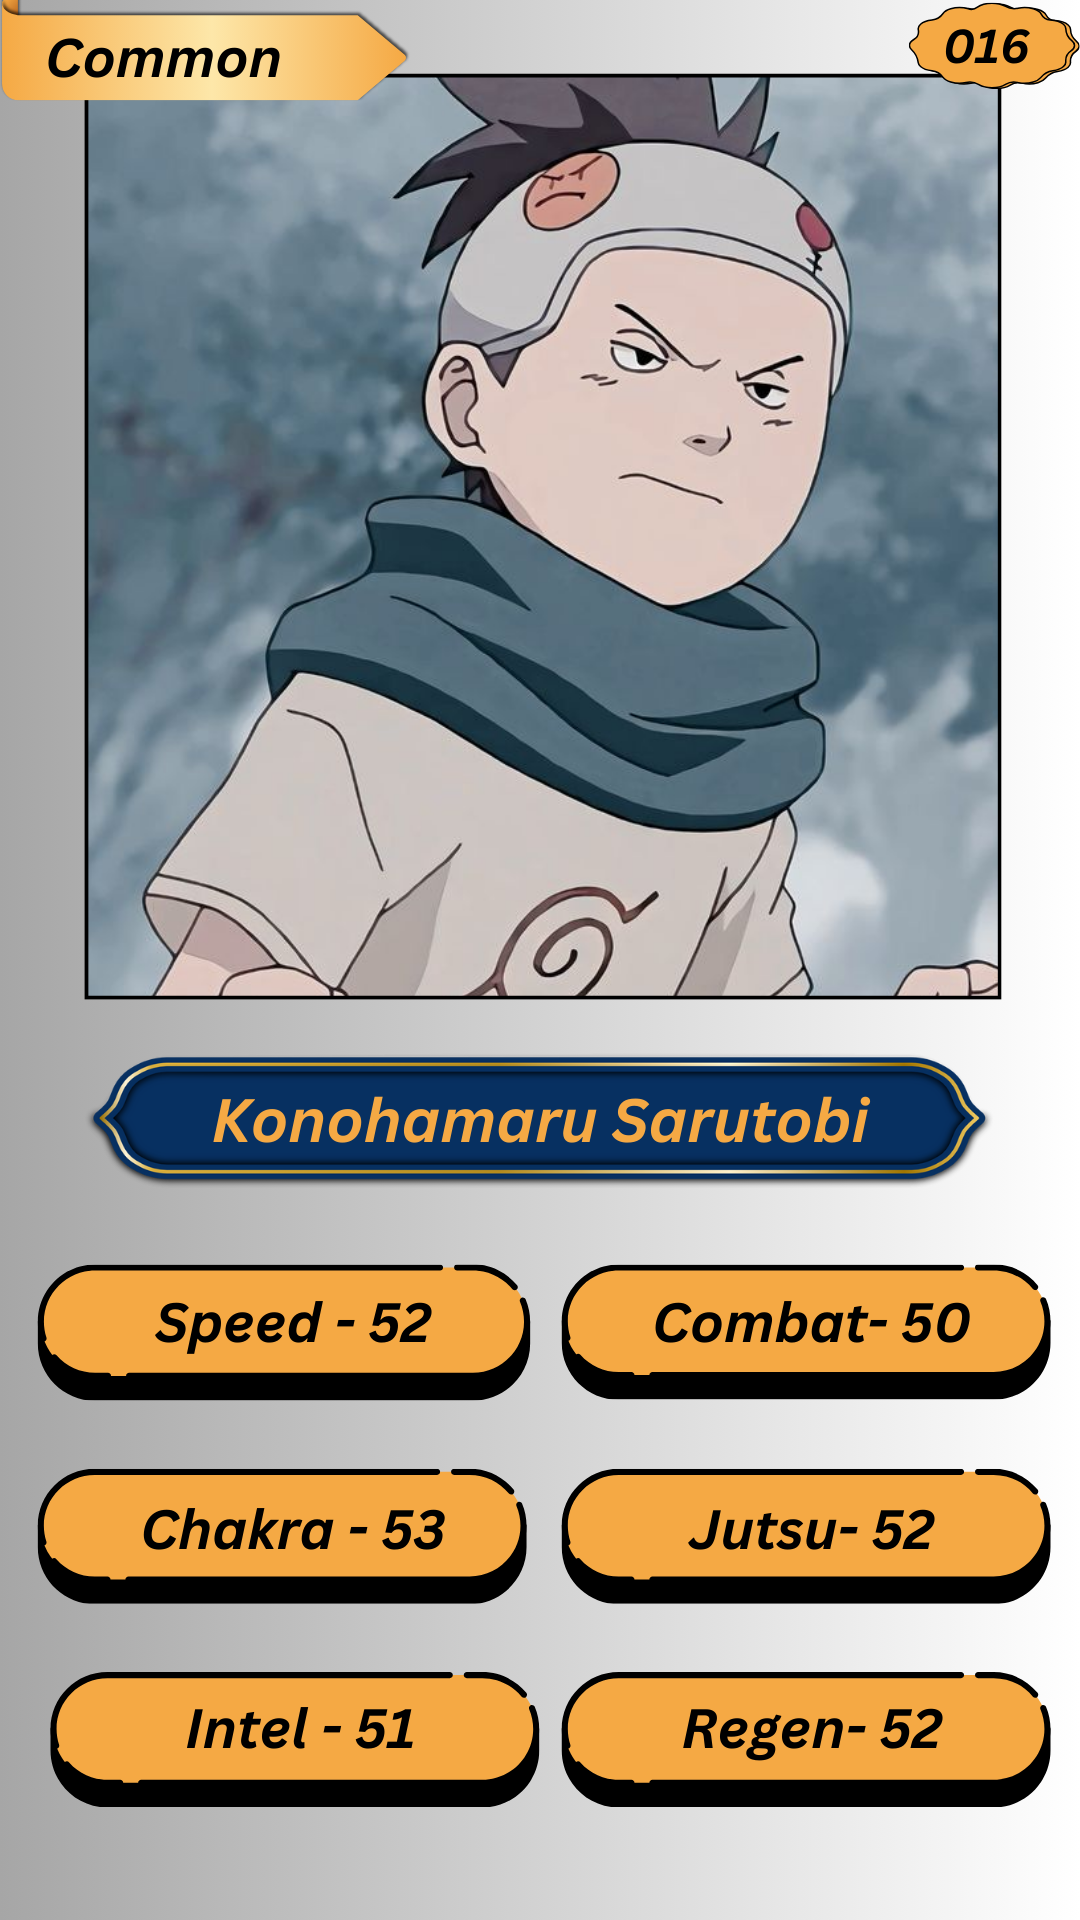 Common
016
Konohamaru Sarutobi
Speed - 52
Combat- 50
Chakra - 53
Jutsu- 52
Intel - 51
Regen- 52